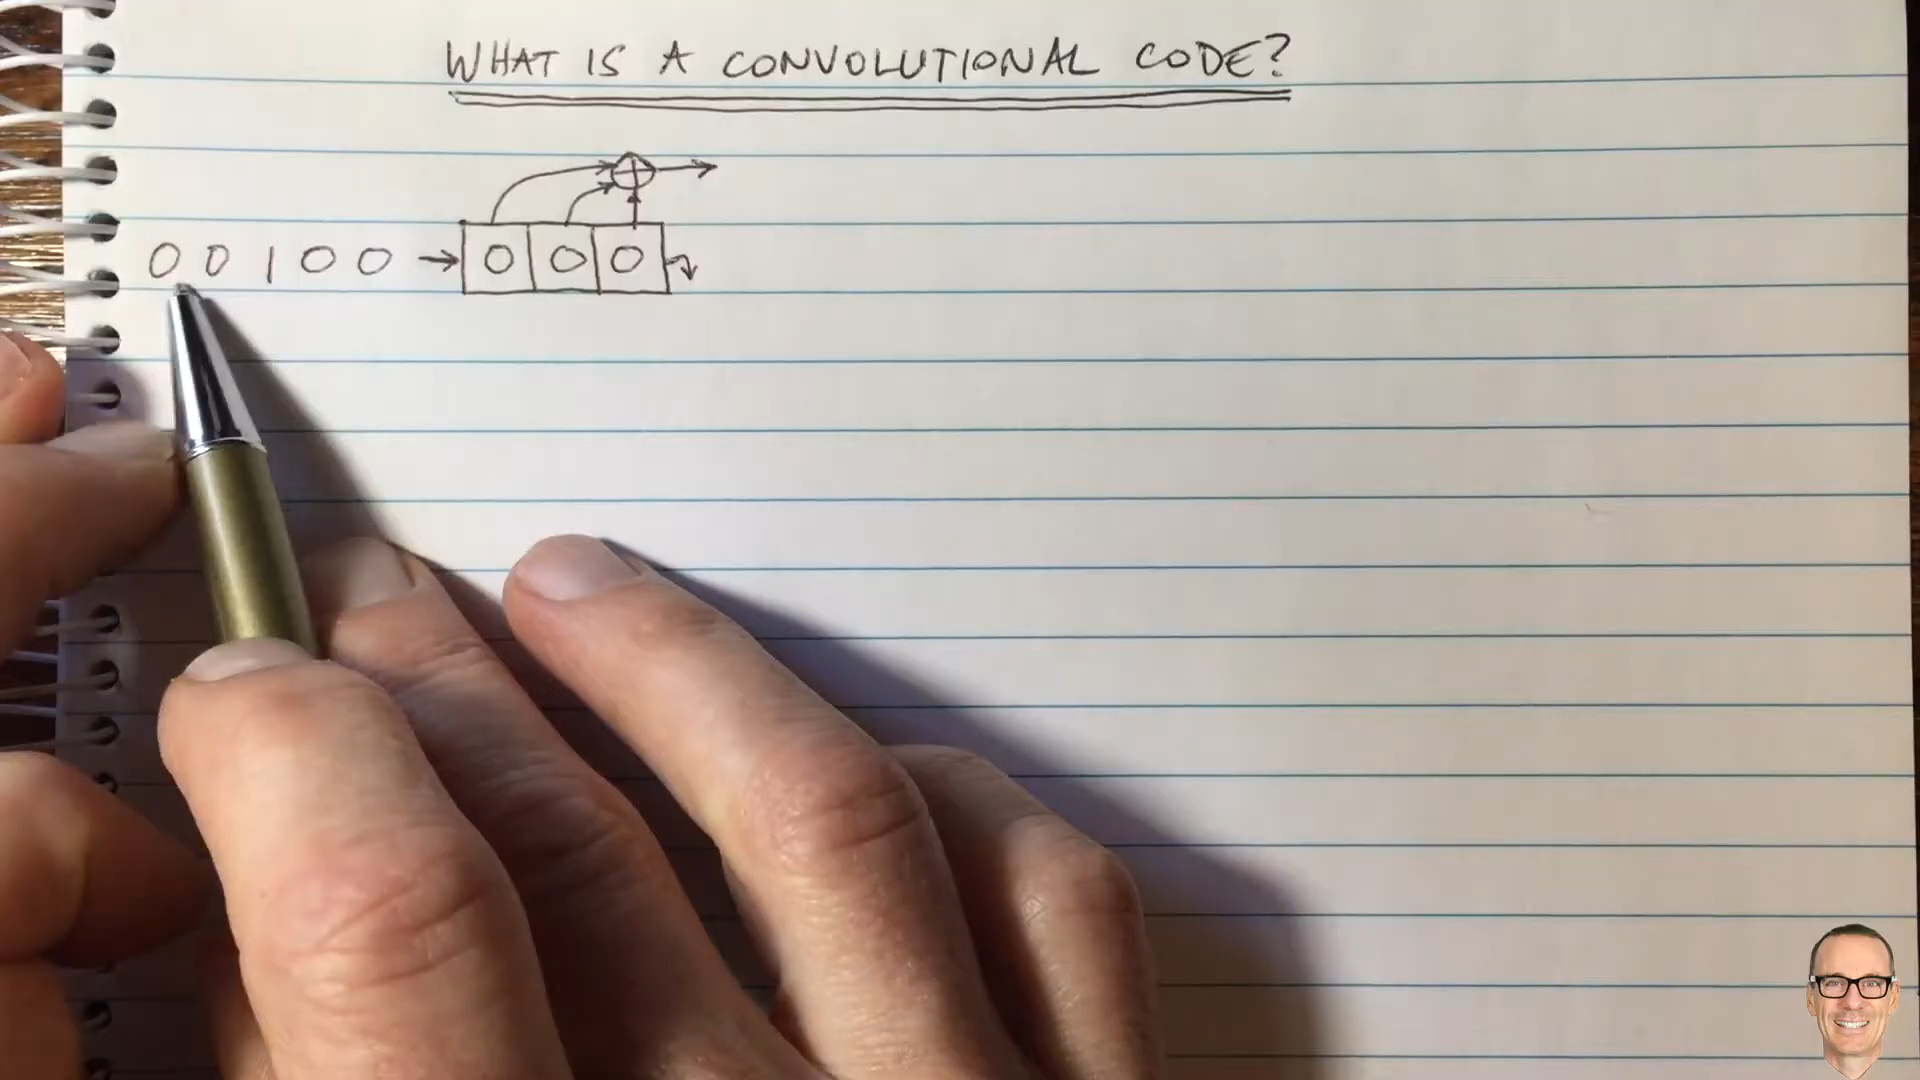 WHAT IS A CONVOLUTIONAL CODE?
0 0 1 0 0 → 0 0 0